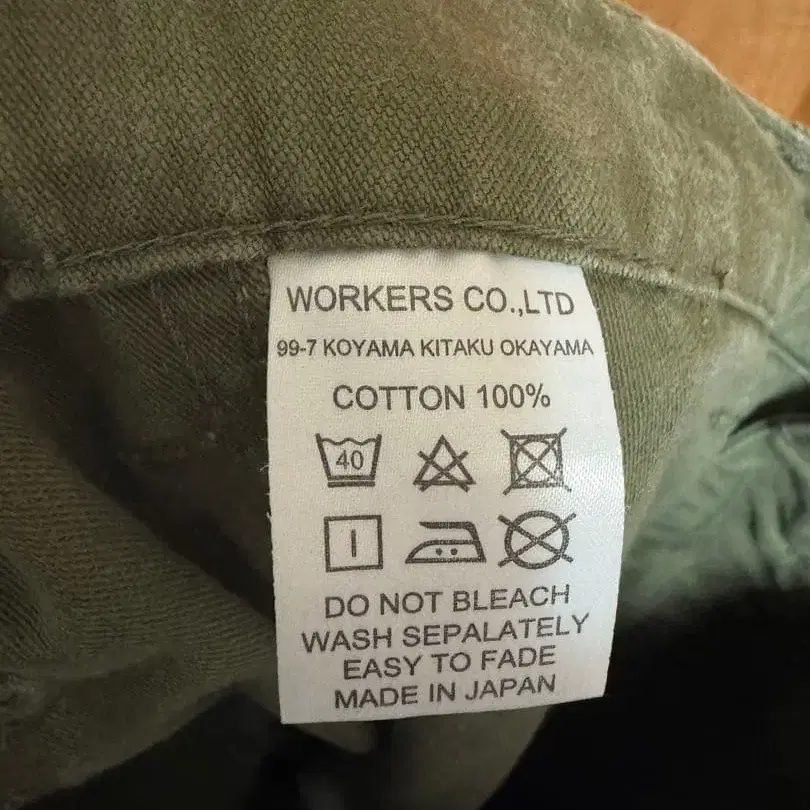 WORKERS CO.,LTD
99-7 KOYAMA KITAKU OKAYAMA
COTTON 100%
40
DO NOT BLEACH
WASH SEPALATELY
EASY TO FADE
MADE IN JAPAN